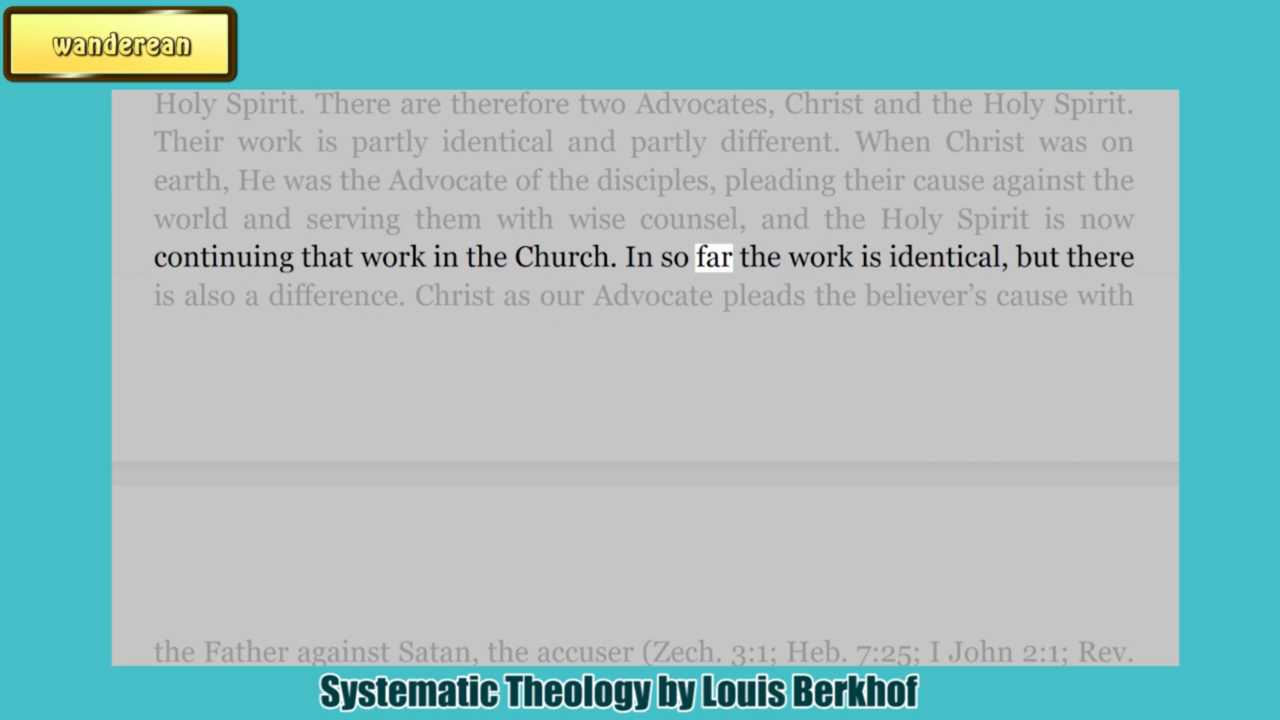 wanderean
Holy Spirit. There are therefore two Advocates, Christ and the Holy Spirit.
Their work is partly identical and partly different. When Christ was on
earth, He was the Advocate of the disciples, pleading their cause against the
world and serving them with wise counsel, and the Holy Spirit is now
continuing that work in the Church. In so far the work is identical, but there
is also a difference. Christ as our Advocate pleads the believer’s cause with
the Father against Satan, the accuser (Zech. 3:1; Heb. 7:25; I John 2:1; Rev.
Systematic Theology by Louis Berkhof